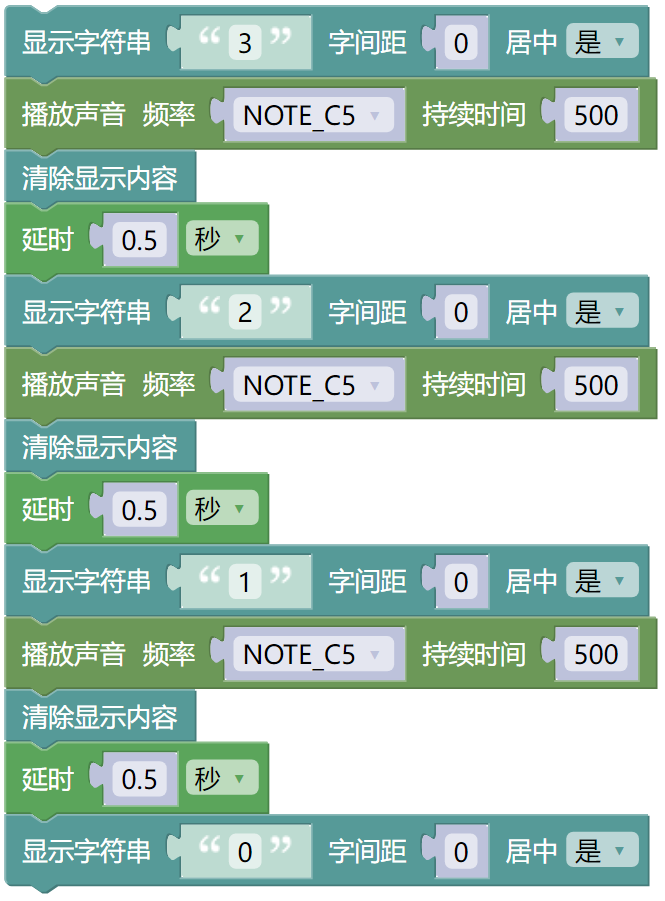 显示字符串 “ 3 ” 字间距 0 居中 是
播放声音 频率 NOTE_C5 持续时间 500
清除显示内容
延时 0.5 秒
显示字符串 “ 2 ” 字间距 0 居中 是
播放声音 频率 NOTE_C5 持续时间 500
清除显示内容
延时 0.5 秒
显示字符串 “ 1 ” 字间距 0 居中 是
播放声音 频率 NOTE_C5 持续时间 500
清除显示内容
延时 0.5 秒
显示字符串 “ 0 ” 字间距 0 居中 是